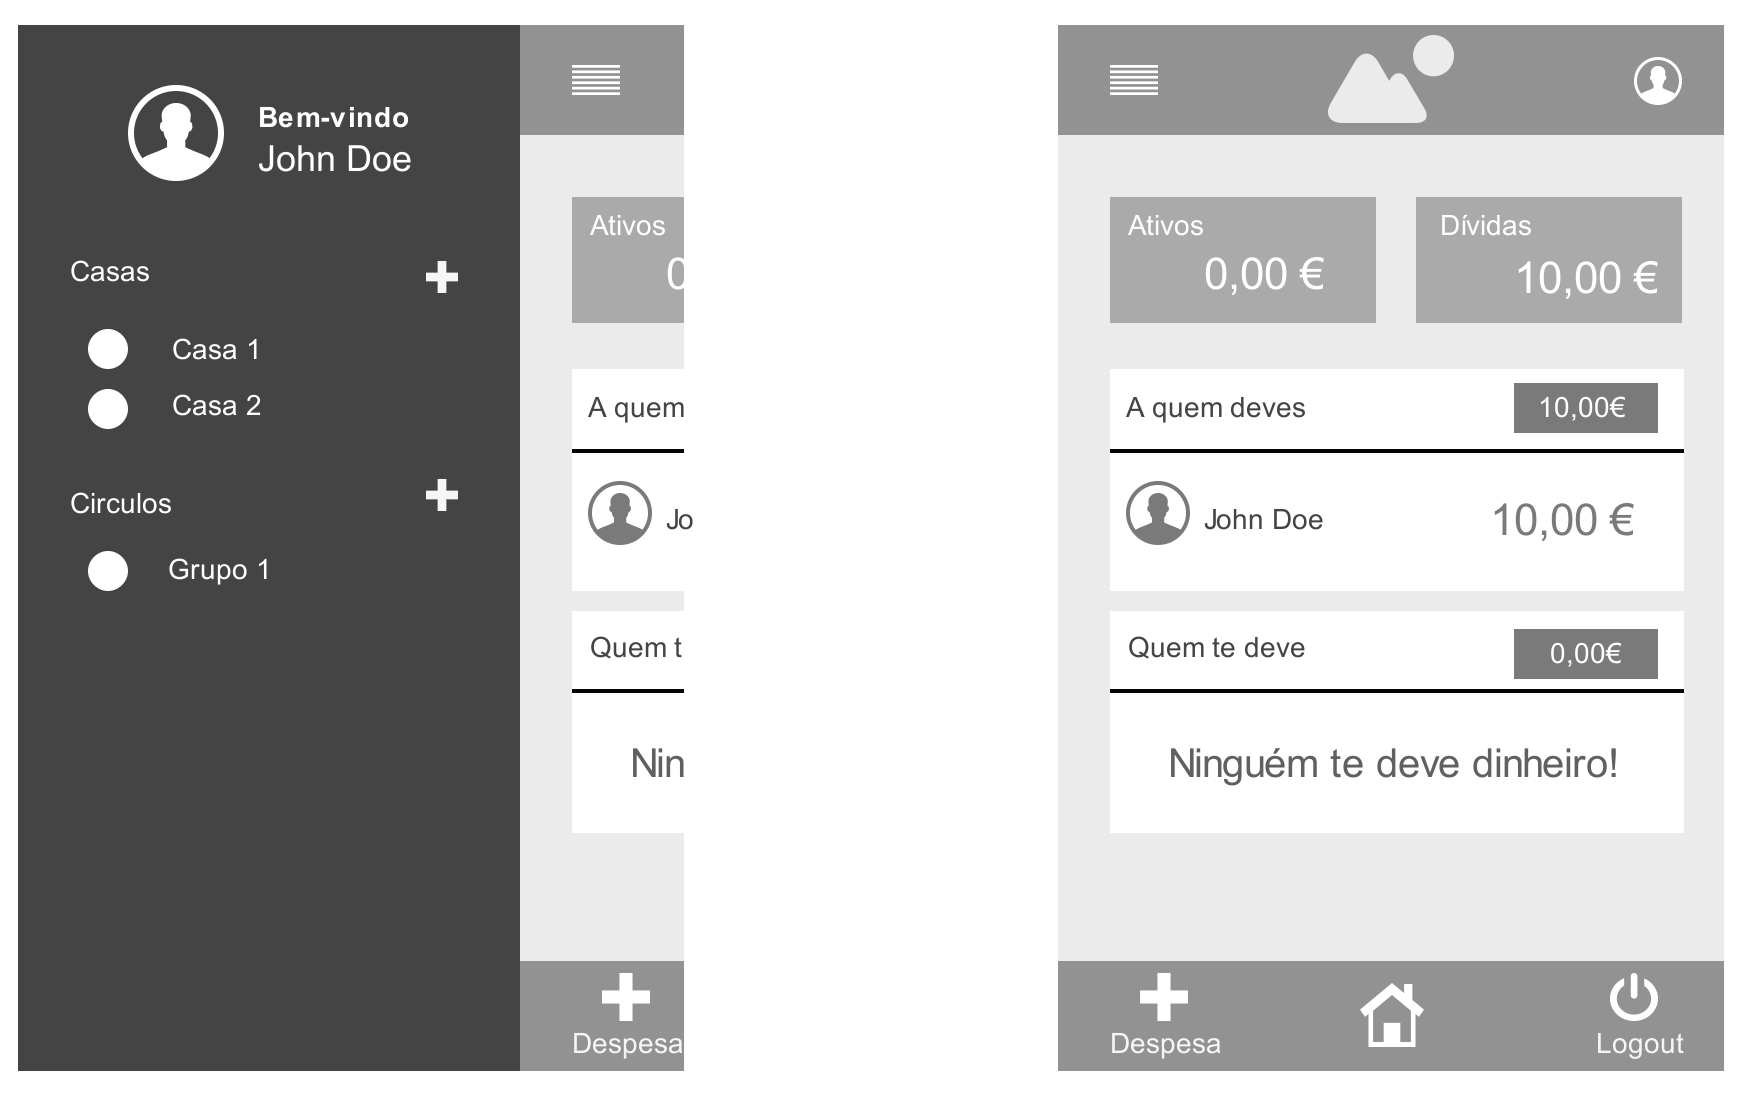 Bem-vindo
John Doe
Casas
Casa 1
Casa 2
Circulos
Grupo 1
Ativos
0
A quem
Jo
Quem t
Nin
Despesa
Ativos
0,00 €
Dívidas
10,00 €
A quem deves
10,00€
John Doe
10,00 €
Quem te deve
0,00€
Ninguém te deve dinheiro!
Despesa
Logout